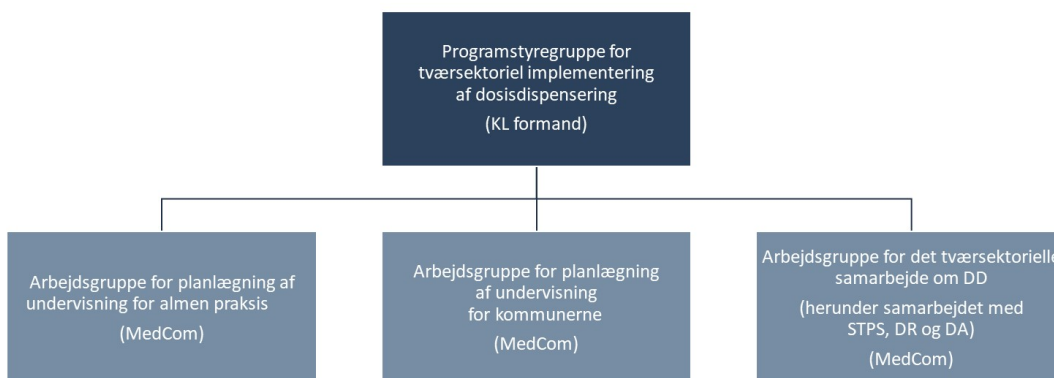 Programstyregruppe for
tværsektoriel implementering
af dosisdispensering
(KL formand)
Arbejdsgruppe for planlægning af
undervisning for almen praksis
(MedCom)
Arbejdsgruppe for planlægning
af undervisning
for kommunerne
(MedCom)
Arbejdsgruppe for det tværsektorielle
samarbejde om DD
(herunder samarbejdet med
STPS, DR og DA)
(MedCom)